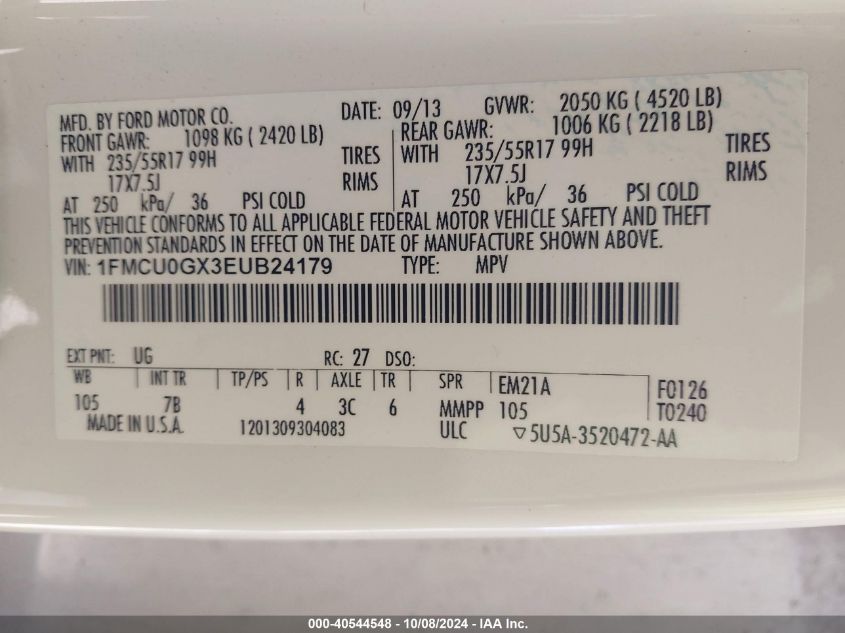 MFD. BY FORD MOTOR CO. DATE: 09/13 GVWR: 2050 KG ( 4520 LB)
FRONT GAWR: 1098 KG ( 2420 LB) REAR GAWR: 1006 KG ( 2218 LB)
WITH 235/55R17 99H TIRES WITH 235/55R17 99H TIRES
17X7.5J RIMS 17X7.5J RIMS
AT 250 kPa/ 36 PSI COLD AT 250 kPa/ 36 PSI COLD
THIS VEHICLE CONFORMS TO ALL APPLICABLE FEDERAL MOTOR VEHICLE SAFETY AND THEFT
PREVENTION STANDARDS IN EFFECT ON THE DATE OF MANUFACTURE SHOWN ABOVE.
VIN: 1FMCU0GX3EUB24179 TYPE: MPV
EXT PNT: UG RC: 27 DSO:
WB INT TR TP/PS R AXLE TR SPR EM21A F0126
105 7B 4 3C 6 MMPP 105 T0240
MADE IN U.S.A. 1201309304083 ULC ▽5U5A-3520472-AA
000-40544548 - 10/08/2024 - IAA Inc.